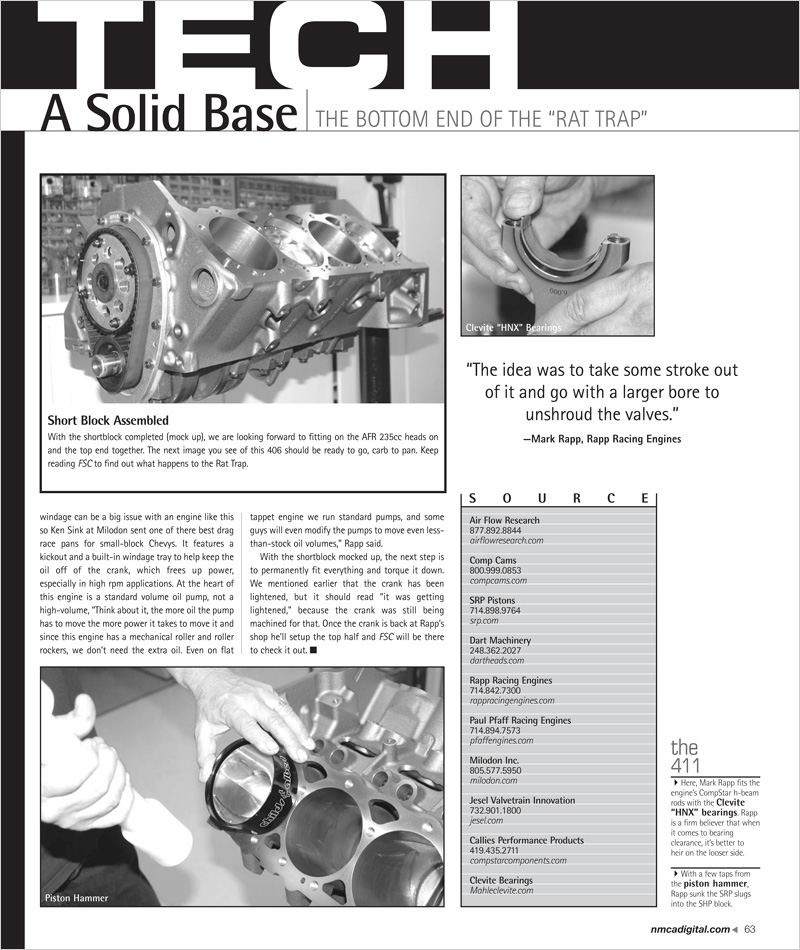 TECH
A Solid Base
THE BOTTOM END OF THE “RAT TRAP”
Short Block Assembled
With the shortblock completed (mock up), we are looking forward to fitting on the AFR 235cc heads on
and the top end together. The next image you see of this 406 should be ready to go, carb to pan. Keep
reading FSC to find out what happens to the Rat Trap.
6.000
Clevite “HNX” Bearings
“The idea was to take some stroke out
of it and go with a larger bore to
unshroud the valves.”
—Mark Rapp, Rapp Racing Engines
windage can be a big issue with an engine like this
so Ken Sink at Milodon sent one of there best drag
race pans for small-block Chevys. It features a
kickout and a built-in windage tray to help keep the
oil off of the crank, which frees up power,
especially in high rpm applications. At the heart of
this engine is a standard volume oil pump, not a
high-volume, “Think about it, the more oil the pump
has to move the more power it takes to move it and
since this engine has a mechanical roller and roller
rockers, we don’t need the extra oil. Even on flat
tappet engine we run standard pumps, and some
guys will even modify the pumps to move even less-
than-stock oil volumes,” Rapp said.
With the shortblock mocked up, the next step is
to permanently fit everything and torque it down.
We mentioned earlier that the crank has been
lightened, but it should read “it was getting
lightened,” because the crank was still being
machined for that. Once the crank is back at Rapp’s
shop he’ll setup the top half and FSC will be there
to check it out. ■
Childs & Albert
Piston Hammer
SOURCE
Air Flow Research
877.892.8844
airflowresearch.com
Comp Cams
800.999.0853
compcams.com
SRP Pistons
714.898.9764
srp.com
Dart Machinery
248.362.2027
dartheads.com
Rapp Racing Engines
714.842.7300
rappracingengines.com
Paul Pfaff Racing Engines
714.894.7573
pfaffengines.com
Milodon Inc.
805.577.5950
milodon.com
Jesel Valvetrain Innovation
732.901.1800
jesel.com
Callies Performance Products
419.435.2711
compstarcomponents.com
Clevite Bearings
Mahleclevite.com
the
411
Here, Mark Rapp fits the
engine’s CompStar h-beam
rods with the Clevite
“HNX” bearings. Rapp
is a firm believer that when
it comes to bearing
clearance, it’s better to
heir on the looser side.
With a few taps from
the piston hammer,
Rapp sunk the SRP slugs
into the SHP block.
nmcadigital.com ◀ 63